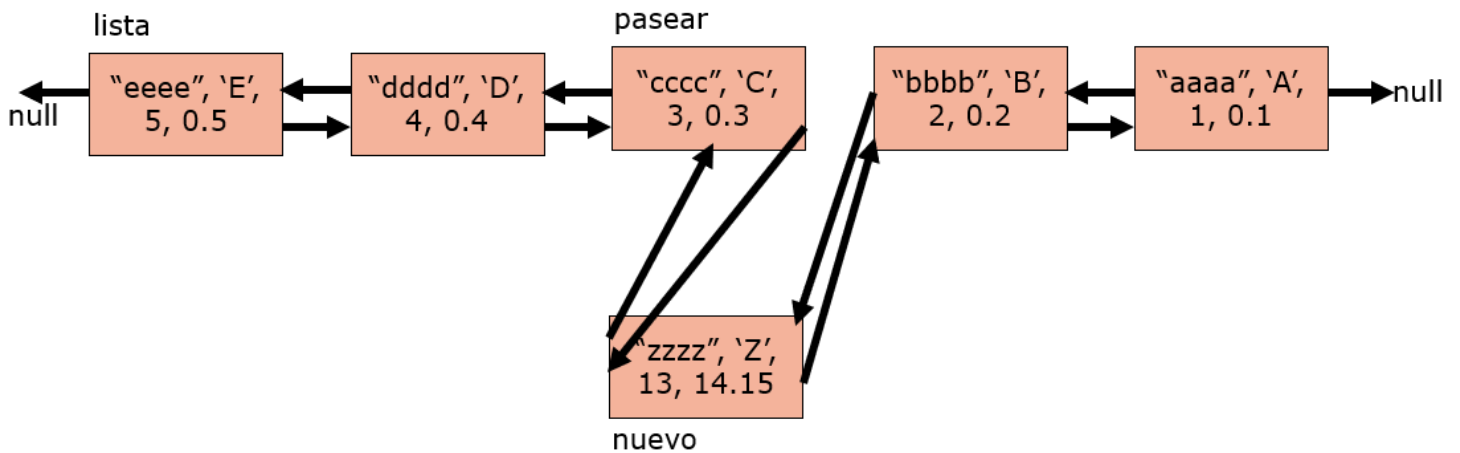 lista
pasear
null
“eeee”, ‘E’,
5, 0.5
“dddd”, ‘D’,
4, 0.4
“cccc”, ‘C’,
3, 0.3
“bbbb”, ‘B’,
2, 0.2
“aaaa”, ‘A’,
1, 0.1
null
“zzzz”, ‘Z’,
13, 14.15
nuevo